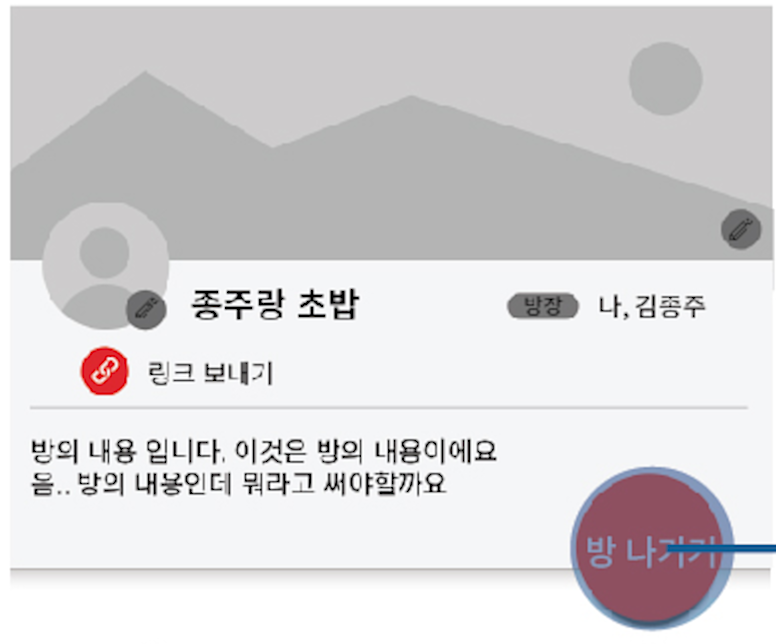 종주랑 초밥
방장 나, 김종주
링크 보내기
방의 내용 입니다. 이것은 방의 내용이에요
음.. 방의 내용인데 뭐라고 써야할까요
방 나가기